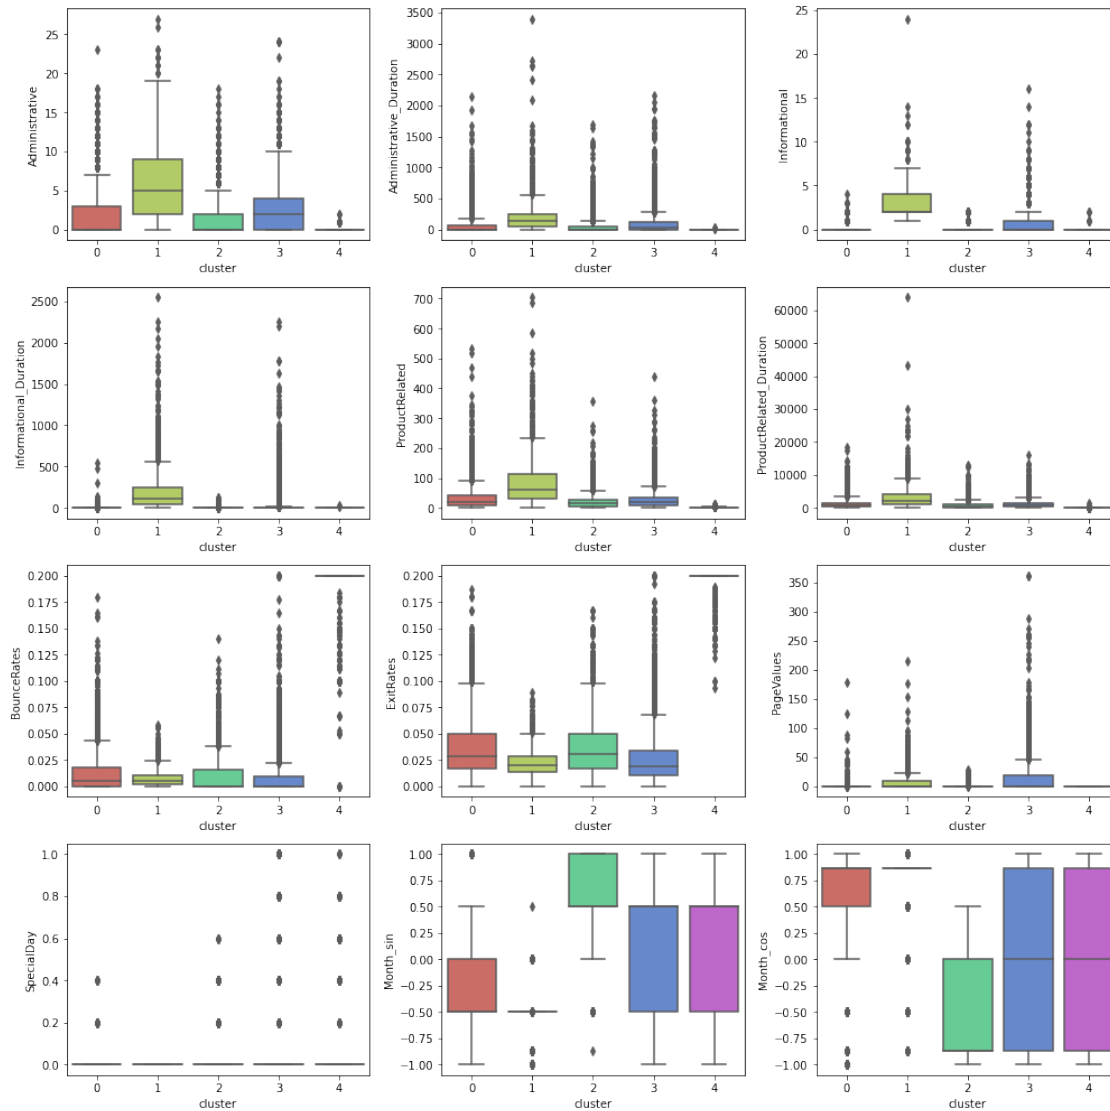 Administrative
25
20
15
10
5
0
0 1 2 3 4
cluster
Administrative_Duration
3500
3000
2500
2000
1500
1000
500
0
0 1 2 3 4
cluster
Informational
25
20
15
10
5
0
0 1 2 3 4
cluster
Informational_Duration
2500
2000
1500
1000
500
0
0 1 2 3 4
cluster
ProductRelated
700
600
500
400
300
200
100
0
0 1 2 3 4
cluster
ProductRelated_Duration
60000
50000
40000
30000
20000
10000
0
0 1 2 3 4
cluster
BounceRates
0.200
0.175
0.150
0.125
0.100
0.075
0.050
0.025
0.000
0 1 2 3 4
cluster
ExitRates
0.200
0.175
0.150
0.125
0.100
0.075
0.050
0.025
0.000
0 1 2 3 4
cluster
PageValues
350
300
250
200
150
100
50
0
0 1 2 3 4
cluster
SpecialDay
1.0
0.8
0.6
0.4
0.2
0.0
0 1 2 3 4
cluster
Month_sin
1.00
0.75
0.50
0.25
0.00
−0.25
−0.50
−0.75
−1.00
0 1 2 3 4
cluster
Month_cos
1.00
0.75
0.50
0.25
0.00
−0.25
−0.50
−0.75
−1.00
0 1 2 3 4
cluster